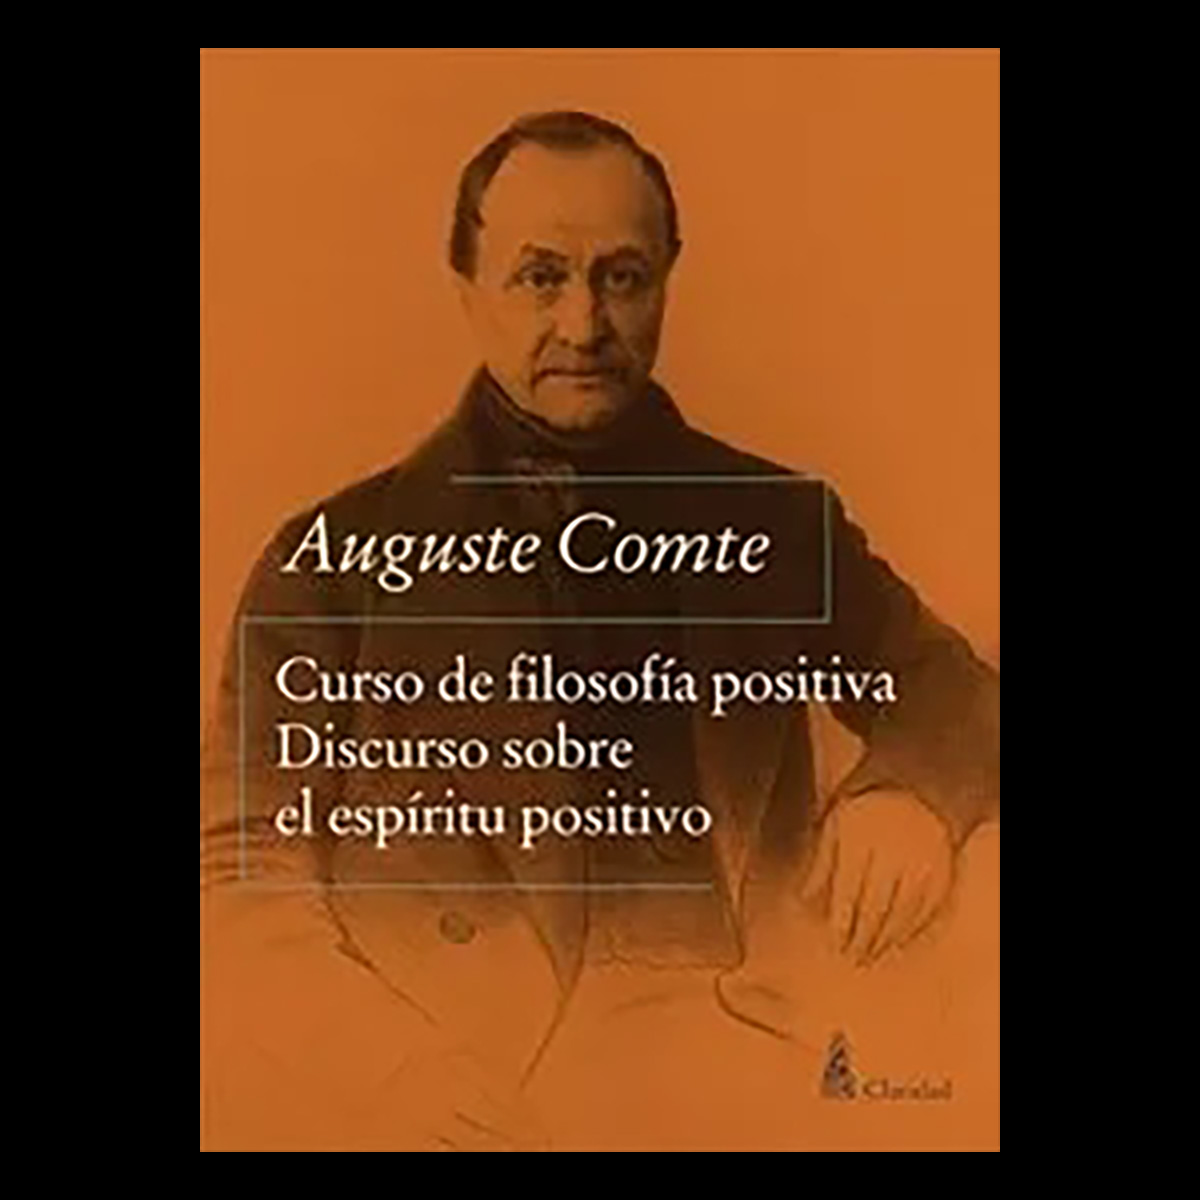 Auguste Comte
Curso de filosofía positiva
Discurso sobre
el espíritu positivo
Claridad